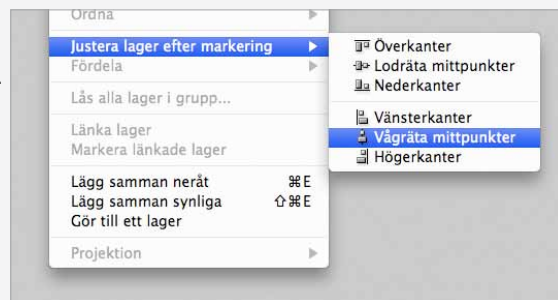 Ordna
Justera lager efter markering
Fördela
Lås alla lager i grupp...
Länka lager
Markera länkade lager
Lägg samman neråt ⌘E
Lägg samman synliga ⇧⌘E
Gör till ett lager
Projektion
Överkanter
Lodräta mittpunkter
Nederkanter
Vänsterkanter
Vågräta mittpunkter
Högerkanter